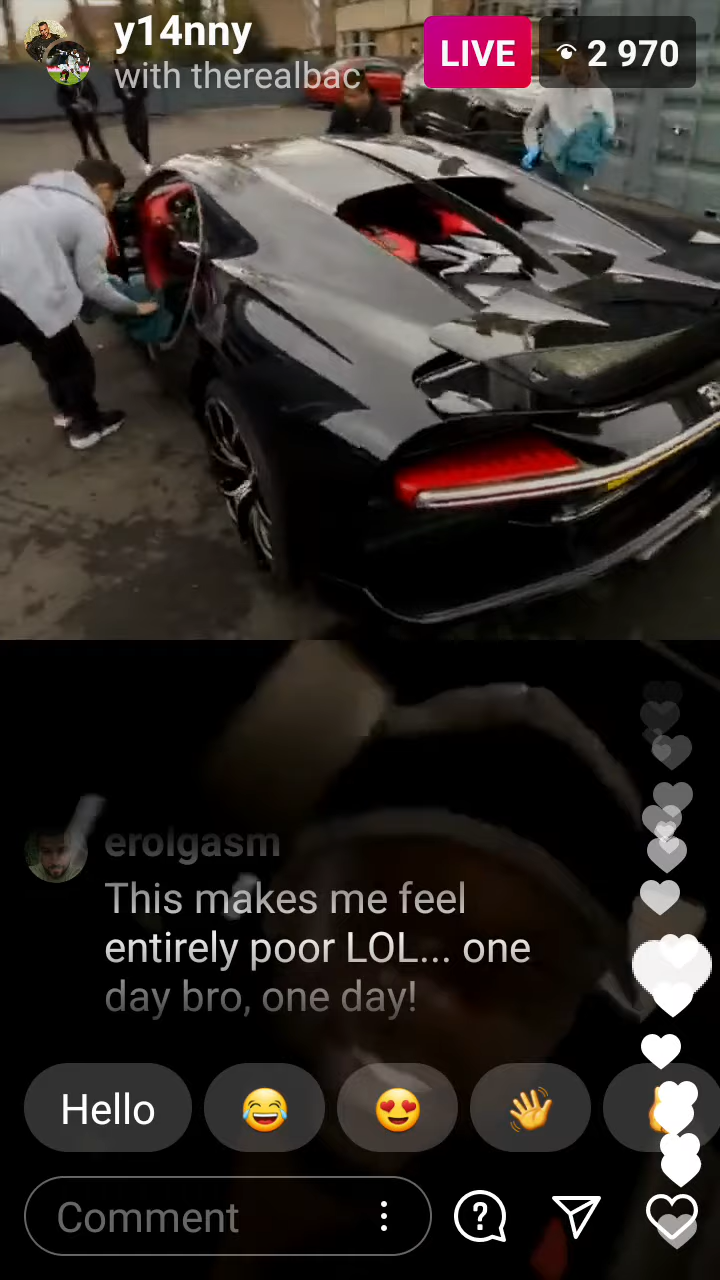 y14nny
with therealbac
LIVE
2 970
erolgasm
This makes me feel
entirely poor LOL... one
day bro, one day!
Hello
Comment